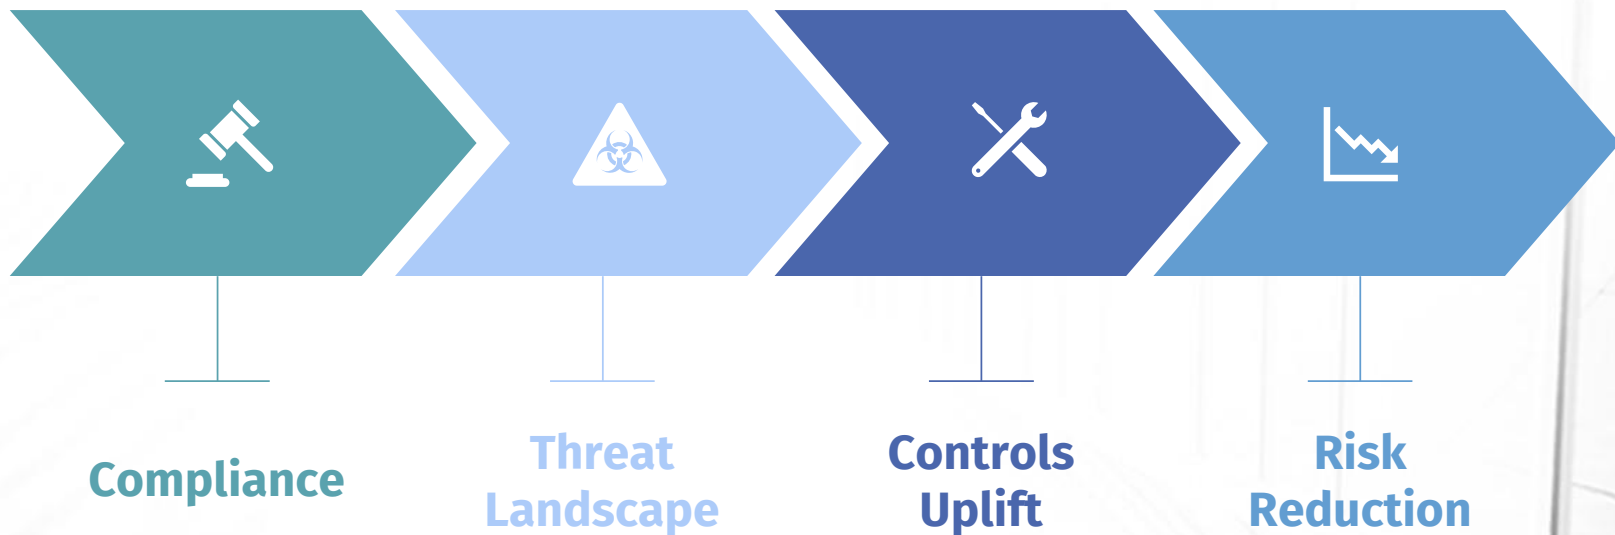 Compliance
Threat
Landscape
Controls
Uplift
Risk
Reduction